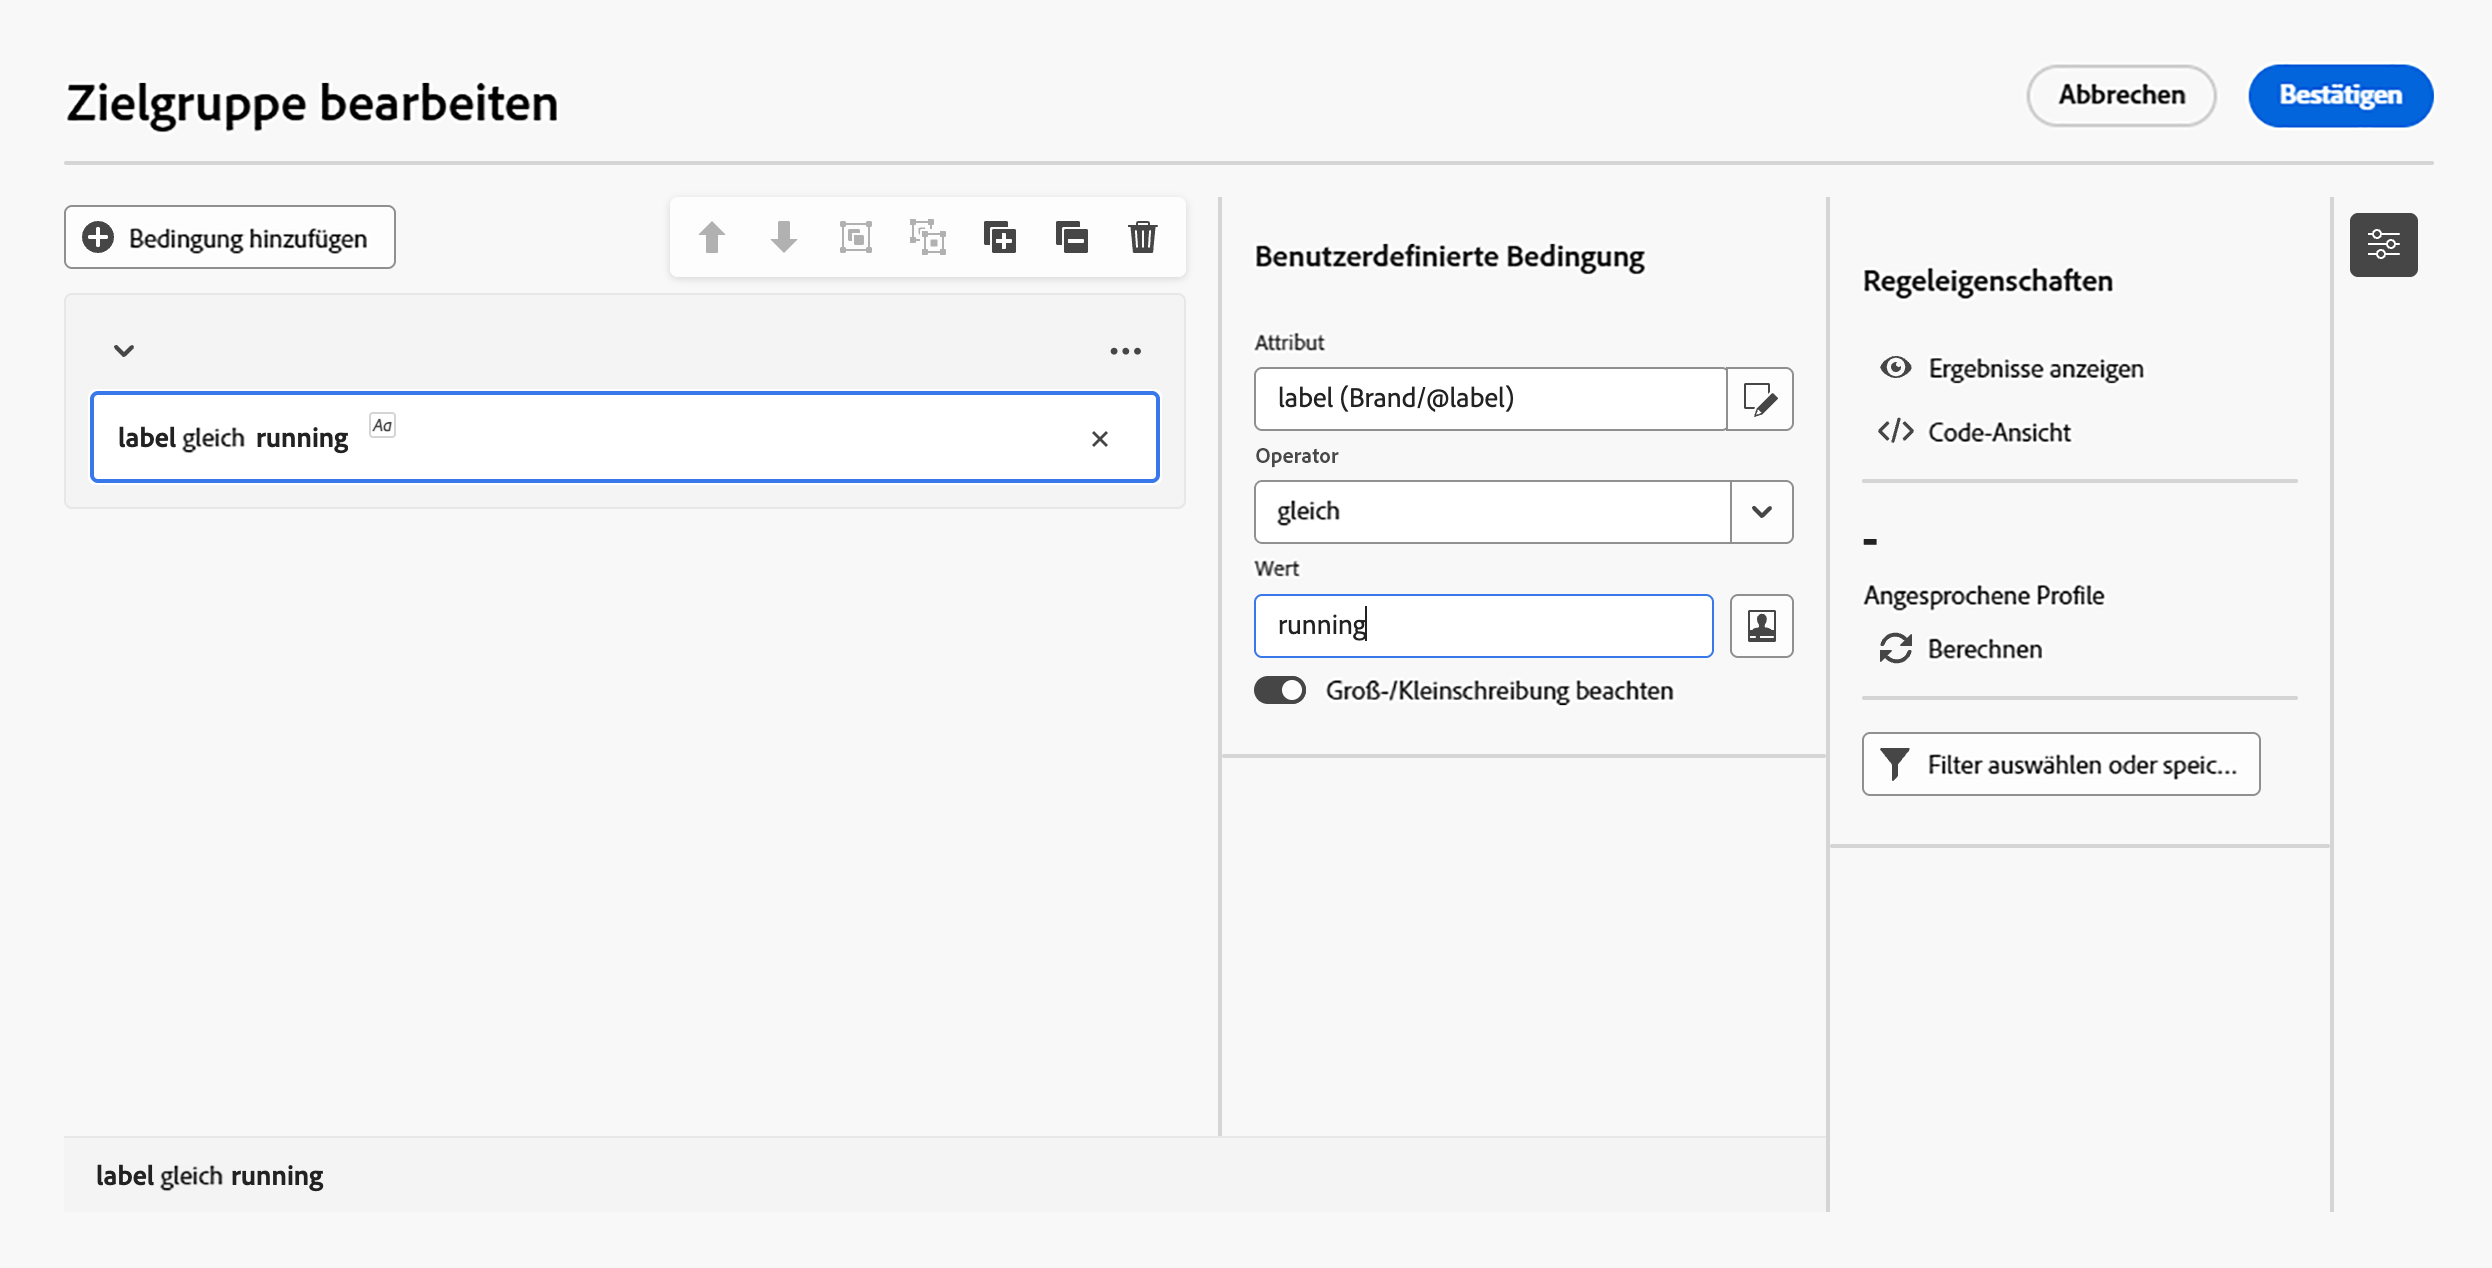 Zielgruppe bearbeiten
Abbrechen
Bestätigen
Bedingung hinzufügen
label gleich running Aa
Benutzerdefinierte Bedingung
Attribut
label (Brand/@label)
Operator
gleich
Wert
running
Groß-/Kleinschreibung beachten
Regeleigenschaften
Ergebnisse anzeigen
Code-Ansicht
-
Angesprochene Profile
Berechnen
Filter auswählen oder speic...
label gleich running